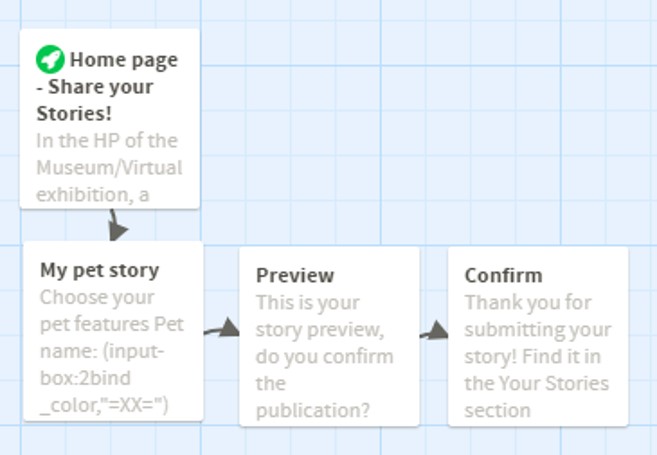 Home page
- Share your
Stories!
In the HP of the
Museum/Virtual
exhibition, a
My pet story
Choose your
pet features Pet
name: (input-
box:2bind
_color,"=XX=")
Preview
This is your
story preview,
do you confirm
the
publication?
Confirm
Thank you for
submitting your
story! Find it in
the Your Stories
section